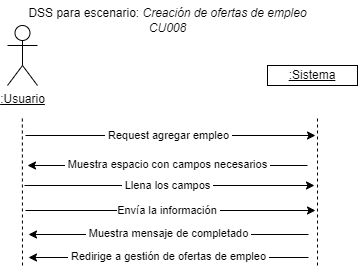 DSS para escenario: Creación de ofertas de empleo
CU008
:Usuario
:Sistema
Request agregar empleo
Muestra espacio con campos necesarios
Llena los campos
Envía la información
Muestra mensaje de completado
Redirige a gestión de ofertas de empleo